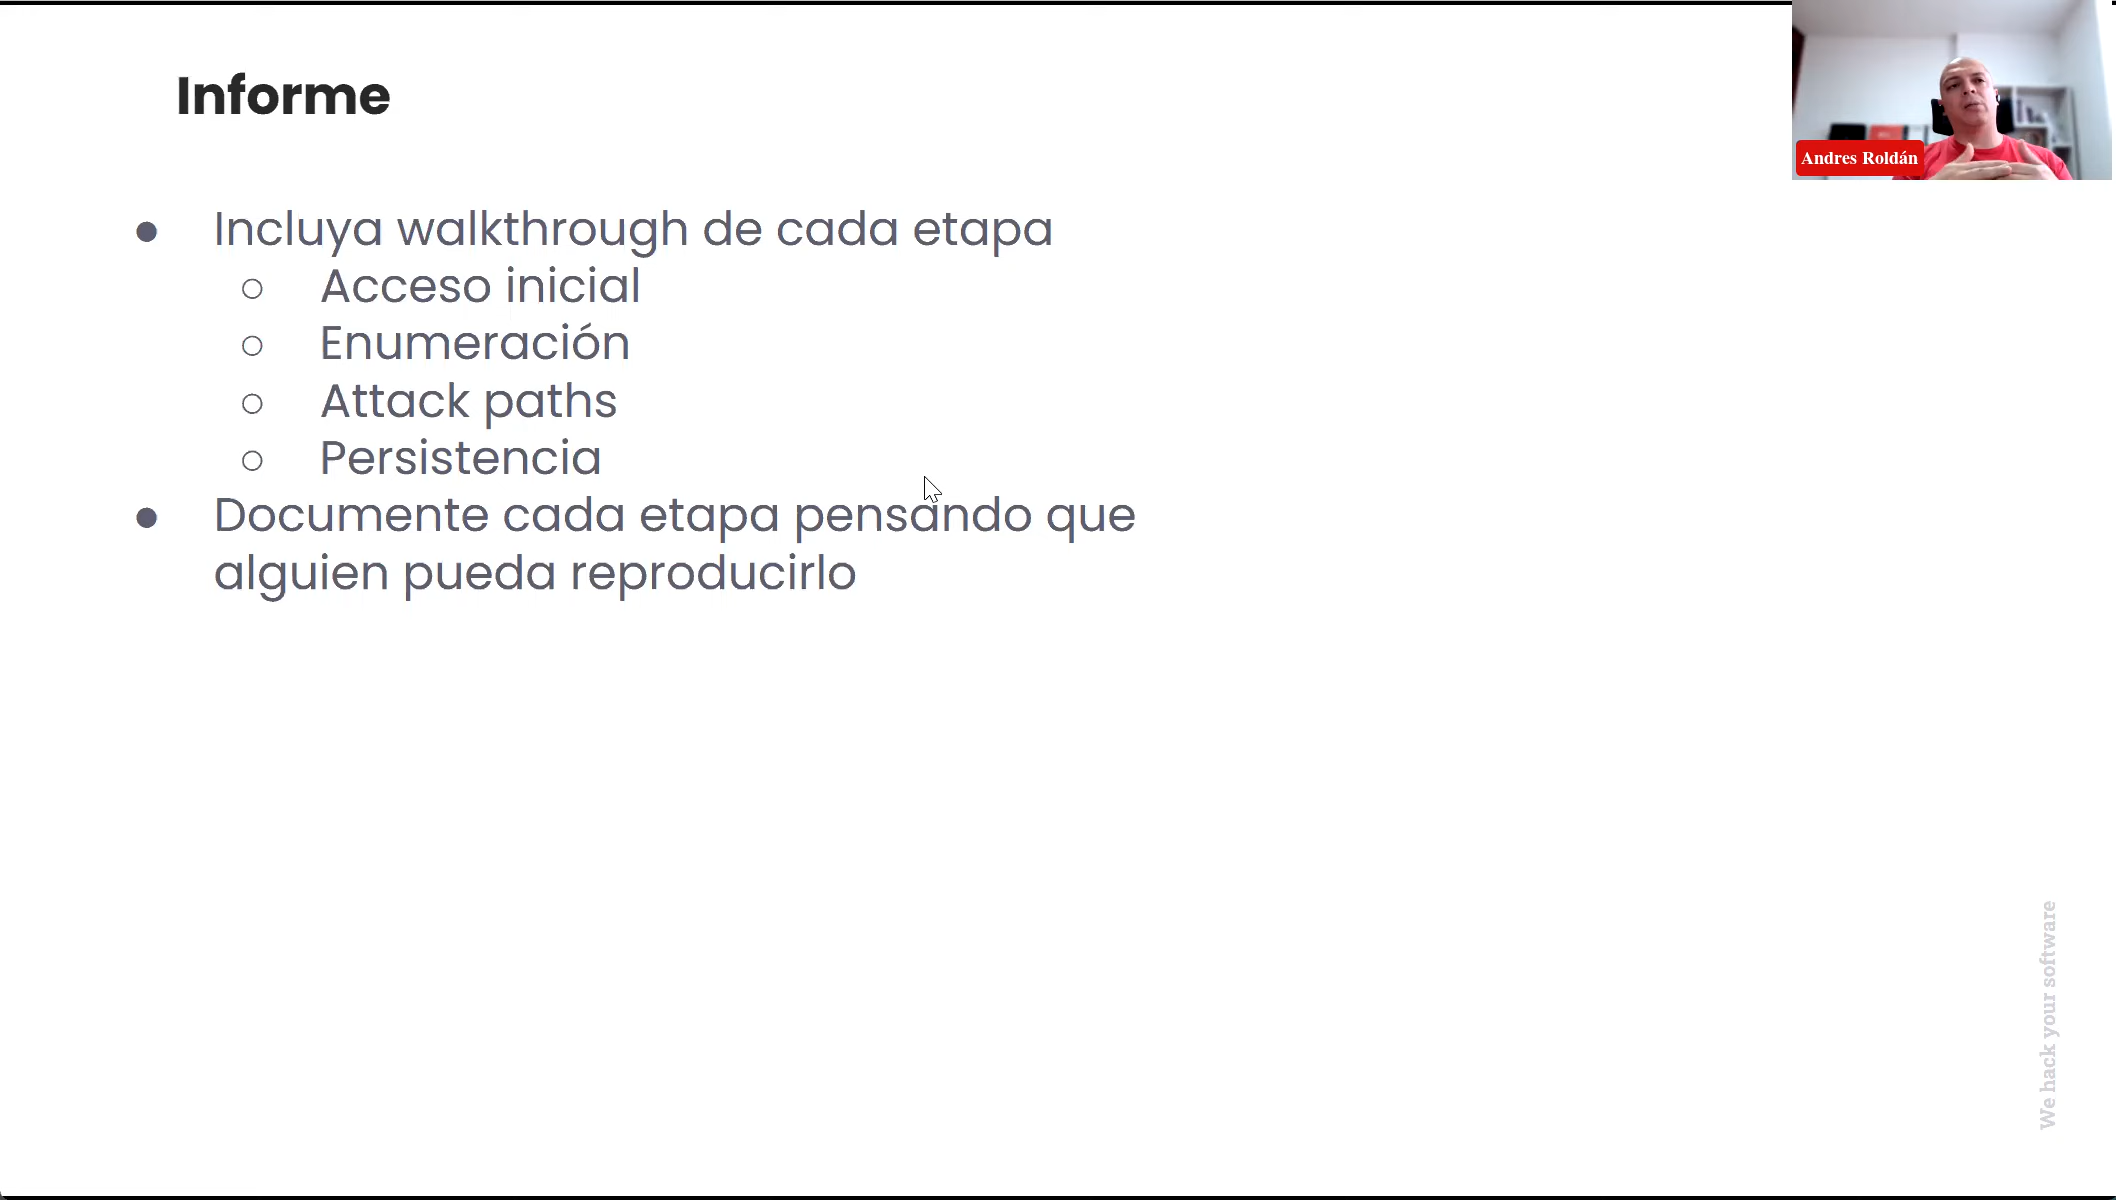 Informe
Andres Roldán
● Incluya walkthrough de cada etapa
○ Acceso inicial
○ Enumeración
○ Attack paths
○ Persistencia
● Documente cada etapa pensando que
alguien pueda reproducirlo
We hack your software